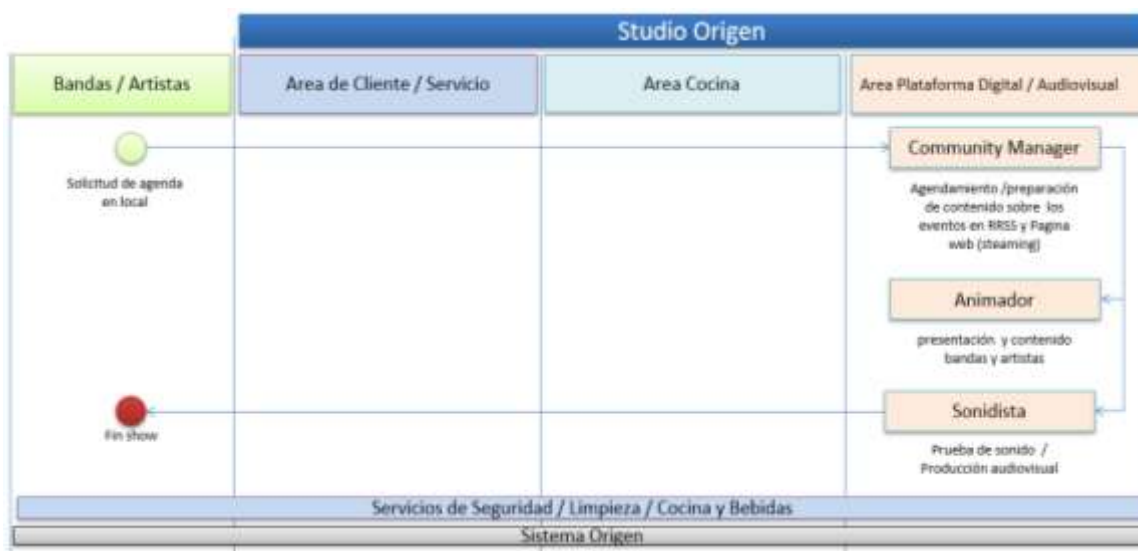 Studio Origen
Bandas / Artistas
Area de Cliente / Servicio
Area Cocina
Area Plataforma Digital / Audiovisual
Solicitud de agenda
en local
Community Manager
Agendamiento /preparación
de contenido sobre los
eventos en RRSS y Pagina
web (steaming)
Animador
presentación y contenido
bandas y artistas
Fin show
Sonidista
Prueba de sonido /
Producción audiovisual
Servicios de Seguridad / Limpieza / Cocina y Bebidas
Sistema Origen